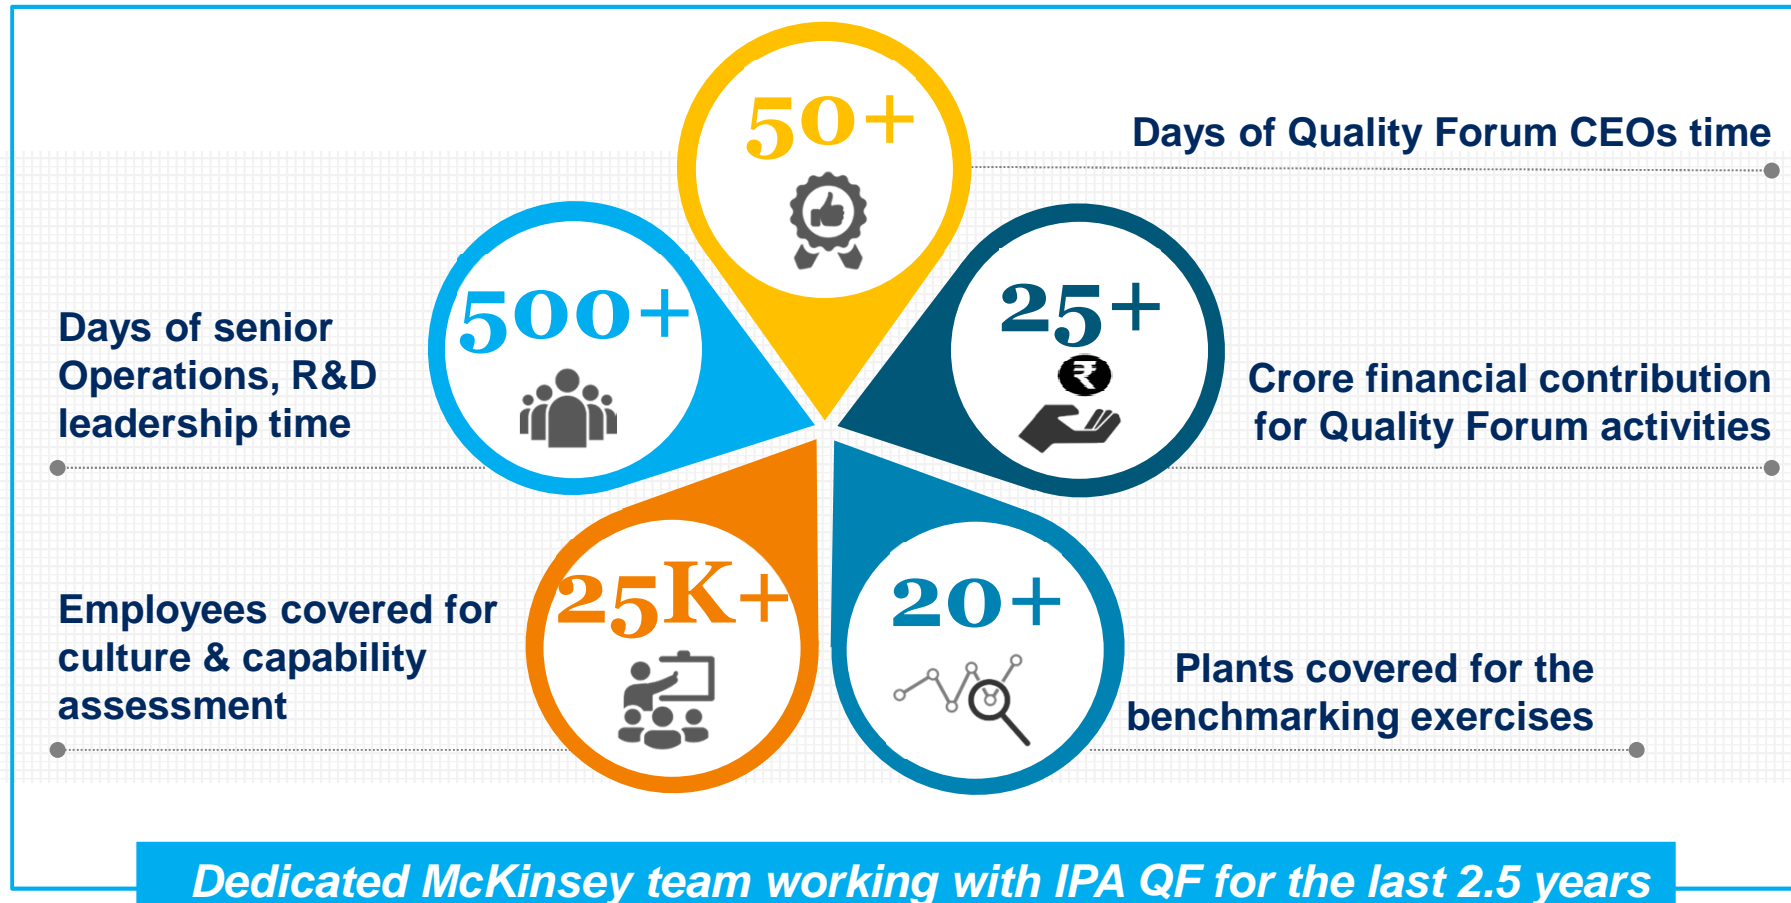 50+
Days of Quality Forum CEOs time
500+
Days of senior
Operations, R&D
leadership time
25+
₹
Crore financial contribution
for Quality Forum activities
25K+
Employees covered for
culture & capability
assessment
20+
Plants covered for the
benchmarking exercises
Dedicated McKinsey team working with IPA QF for the last 2.5 years